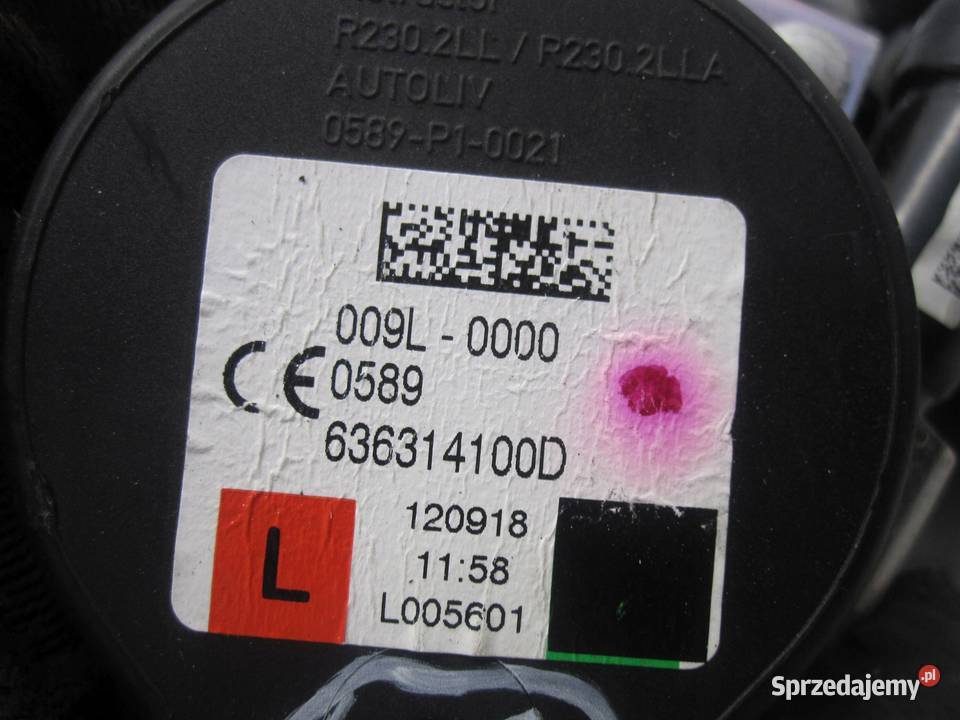 R230.2LL / R230.2LLA
AUTOLIV
0589-P1-0021
009L - 0000
CE 0589
636314100D
L
120918
11:58
L005601
Sprzedajemy.pl